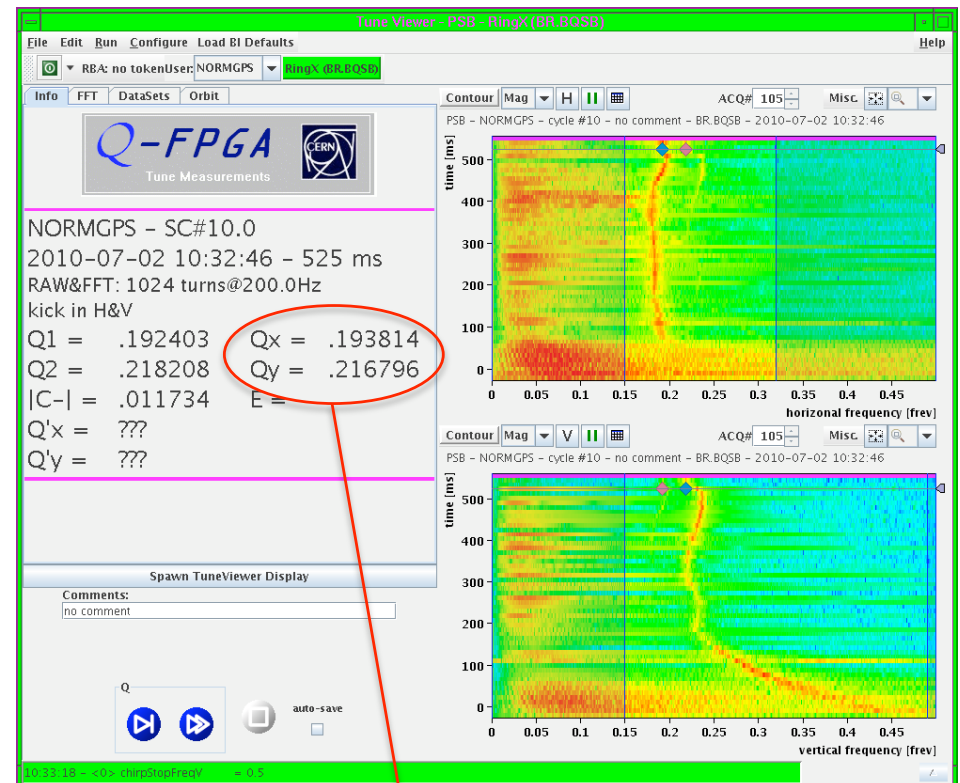 Tune Viewer - PSB - RingX (BR.BQSB)
File Edit Run Configure Load BI Defaults Help
RBA: no token User: NORMGPS RingX (BR.BQSB)
Info FFT DataSets Orbit
Q-FPGA
Tune Measurements
CERN
NORMGPS - SC#10.0
2010-07-02 10:32:46 - 525 ms
RAW&FFT: 1024 turns@200.0Hz
kick in H&V
Q1 = .192403 Qx = .193814
Q2 = .218208 Qy = .216796
|C-| = .011734 E =
Q'x = ???
Q'y = ???
Spawn TuneViewer Display
Comments:
no comment
Q
auto-save
10:33:18 - <0> chirpStopFreqV = 0.5
Contour Mag H ACQ# 105 Misc.
PSB - NORMGPS - cycle #10 - no comment - BR.BQSB - 2010-07-02 10:32:46
time [ms]
500
400
300
200
100
0
0 0.05 0.1 0.15 0.2 0.25 0.3 0.35 0.4 0.45
horizonal frequency [frev]
Contour Mag V ACQ# 105 Misc.
PSB - NORMGPS - cycle #10 - no comment - BR.BQSB - 2010-07-02 10:32:46
time [ms]
500
400
300
200
100
0
0 0.05 0.1 0.15 0.2 0.25 0.3 0.35 0.4 0.45
vertical frequency [frev]